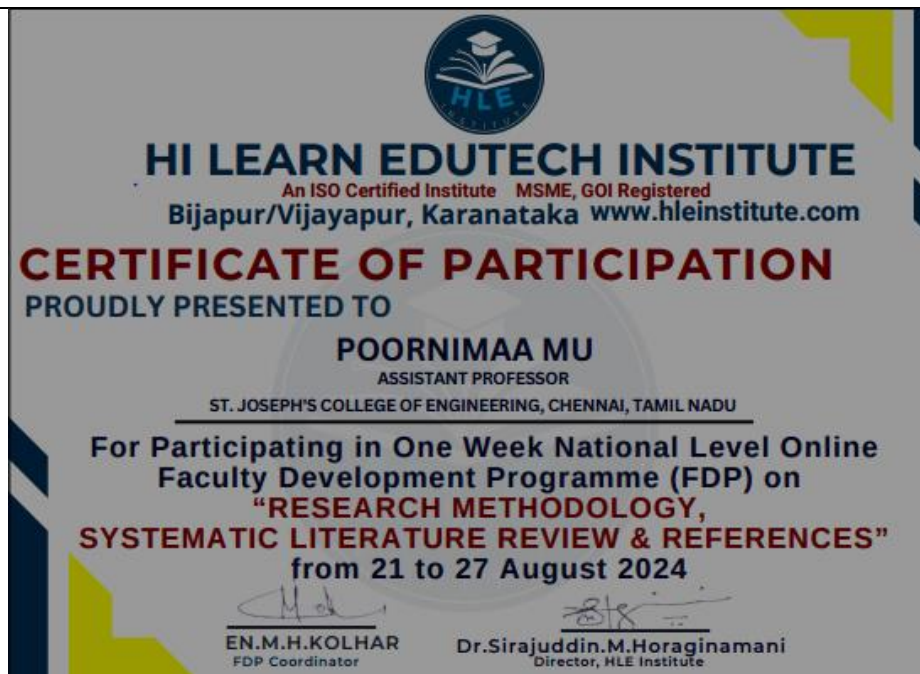 HLE
INSTITUTE
HI LEARN EDUTECH INSTITUTE
An ISO Certified Institute MSME, GOI Registered
Bijapur/Vijayapur, Karanataka www.hleinstitute.com
CERTIFICATE OF PARTICIPATION
PROUDLY PRESENTED TO
POORNIMAA MU
ASSISTANT PROFESSOR
ST. JOSEPH'S COLLEGE OF ENGINEERING, CHENNAI, TAMIL NADU
For Participating in One Week National Level Online
Faculty Development Programme (FDP) on
“RESEARCH METHODOLOGY,
SYSTEMATIC LITERATURE REVIEW & REFERENCES”
from 21 to 27 August 2024
EN.M.H.KOLHAR Dr.Sirajuddin.M.Horaginamani
FDP Coordinator Director, HLE Institute